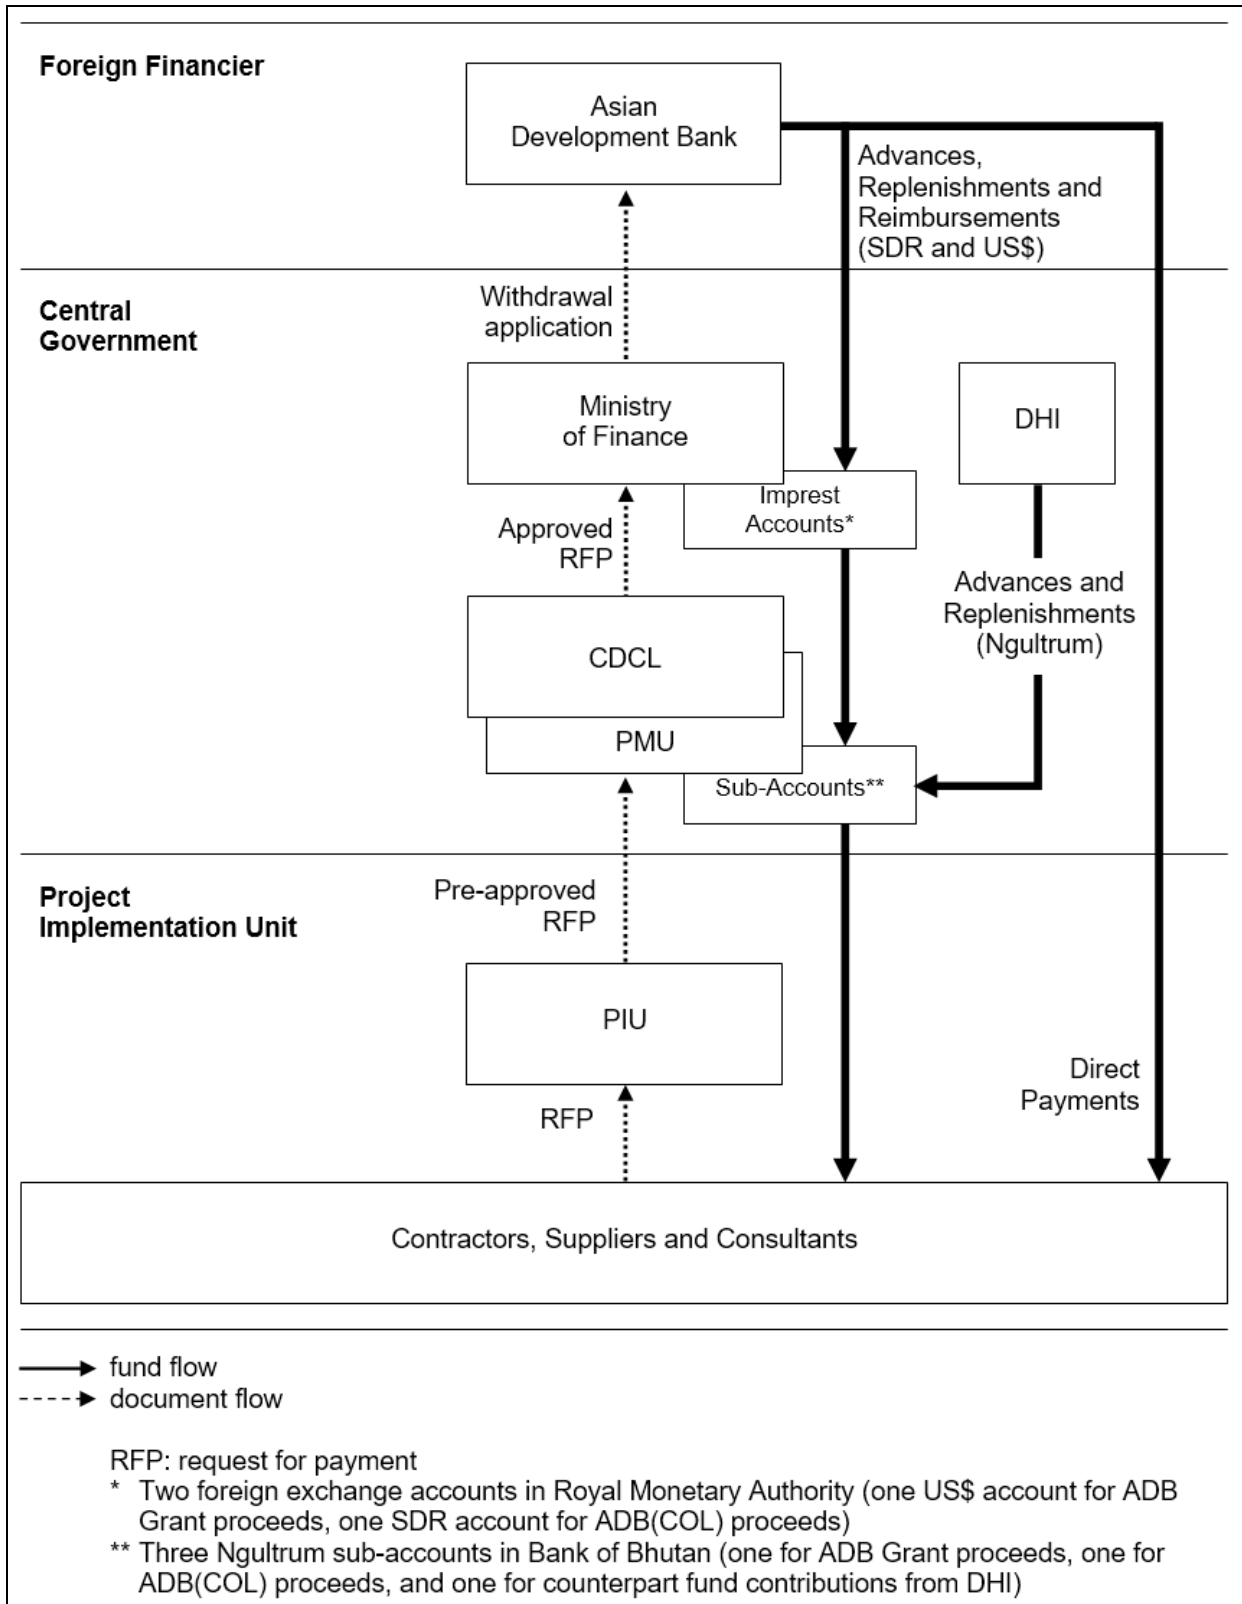 Foreign Financier
Asian
Development Bank
Advances,
Replenishments and
Reimbursements
(SDR and US$)
Central
Government
Withdrawal
application
Ministry
of Finance
DHI
Imprest
Accounts*
Approved
RFP
Advances and
Replenishments
(Ngultrum)
CDCL
PMU
Sub-Accounts**
Project
Implementation Unit
Pre-approved
RFP
PIU
Direct
Payments
RFP
Contractors, Suppliers and Consultants
fund flow
document flow
RFP: request for payment
* Two foreign exchange accounts in Royal Monetary Authority (one US$ account for ADB
Grant proceeds, one SDR account for ADB(COL) proceeds)
** Three Ngultrum sub-accounts in Bank of Bhutan (one for ADB Grant proceeds, one for
ADB(COL) proceeds, and one for counterpart fund contributions from DHI)